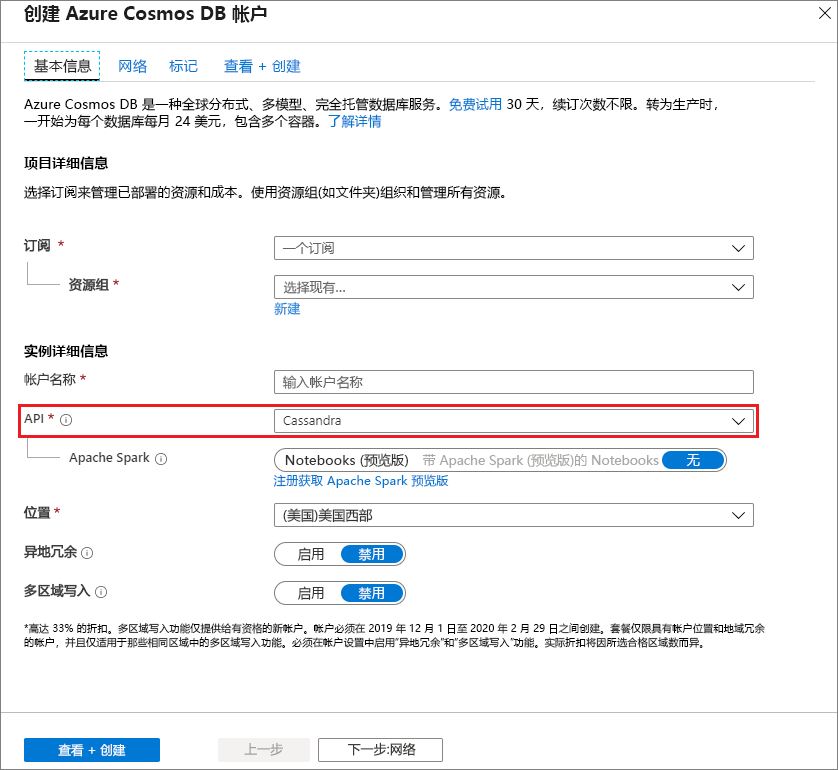 创建 Azure Cosmos DB 帐户
基本信息 网络 标记 查看 + 创建
Azure Cosmos DB 是一种全球分布式、多模型、完全托管数据库服务。免费试用 30 天，续订次数不限。转为生产时，
一开始为每个数据库每月 24 美元，包含多个容器。了解详情
项目详细信息
选择订阅来管理已部署的资源和成本。使用资源组(如文件夹)组织和管理所有资源。
订阅 * 一个订阅
资源组 * 选择现有...
新建
实例详细信息
帐户名称 * 输入帐户名称
API * Cassandra
Apache Spark Notebooks (预览版) 带 Apache Spark (预览版)的 Notebooks 无
注册获取 Apache Spark 预览版
位置 * (美国)美国西部
异地冗余 启用 禁用
多区域写入 启用 禁用
*高达 33% 的折扣。多区域写入功能仅提供给有资格的新帐户。帐户必须在 2019 年 12 月 1 日至 2020 年 2 月 29 日之间创建。套餐仅限具有帐户位置和地域冗余
的帐户，并且仅适用于那些相同区域中的多区域写入功能。必须在帐户设置中启用“异地冗余”和“多区域写入”功能。实际折扣将因所选合格区域数而异。
查看 + 创建 上一步 下一步:网络